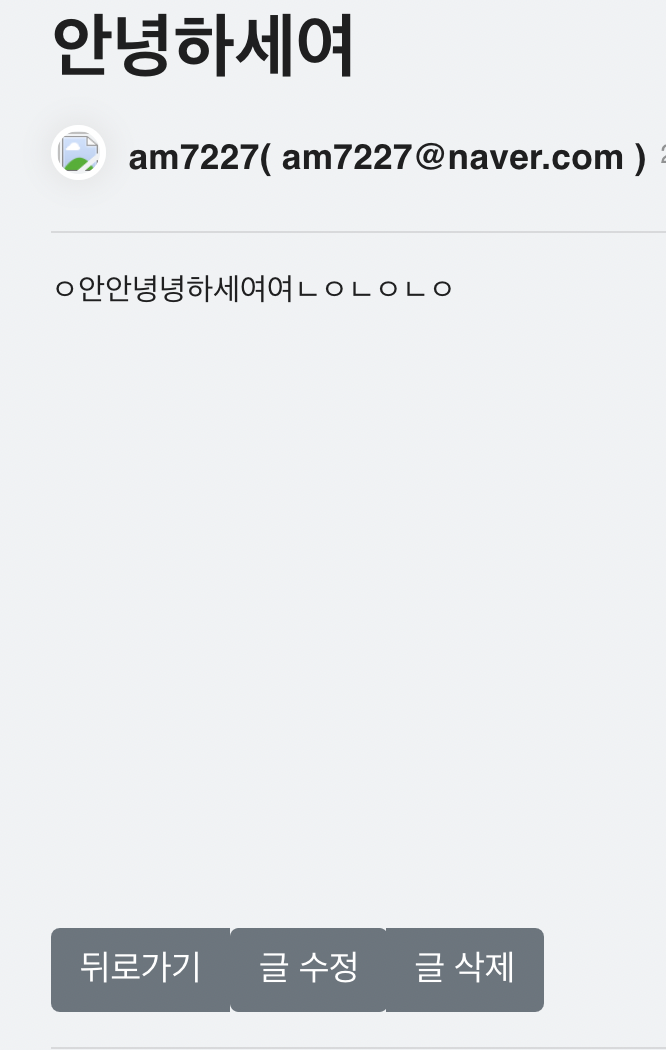 안녕하세여
am7227( am7227@naver.com )
ㅇ안안녕녕하세여여ㄴㅇㄴㅇㄴㅇ
뒤로가기 글 수정 글 삭제